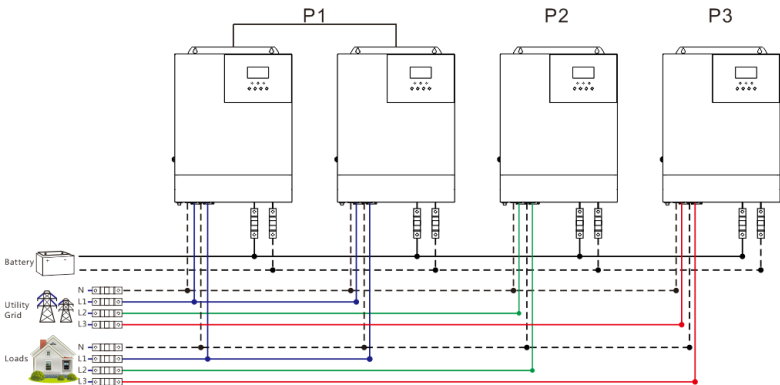 P1
P2
P3
Battery
Utility
Grid
N
L1
L2
L3
Loads
N
L1
L2
L3